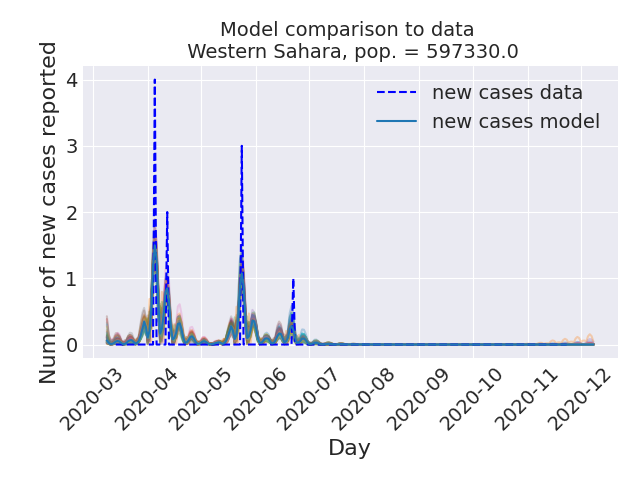 Model comparison to data
Western Sahara, pop. = 597330.0
new cases data
new cases model
Number of new cases reported
4
3
2
1
0
2020-03
2020-04
2020-05
2020-06
2020-07
2020-08
2020-09
2020-10
2020-11
2020-12
Day